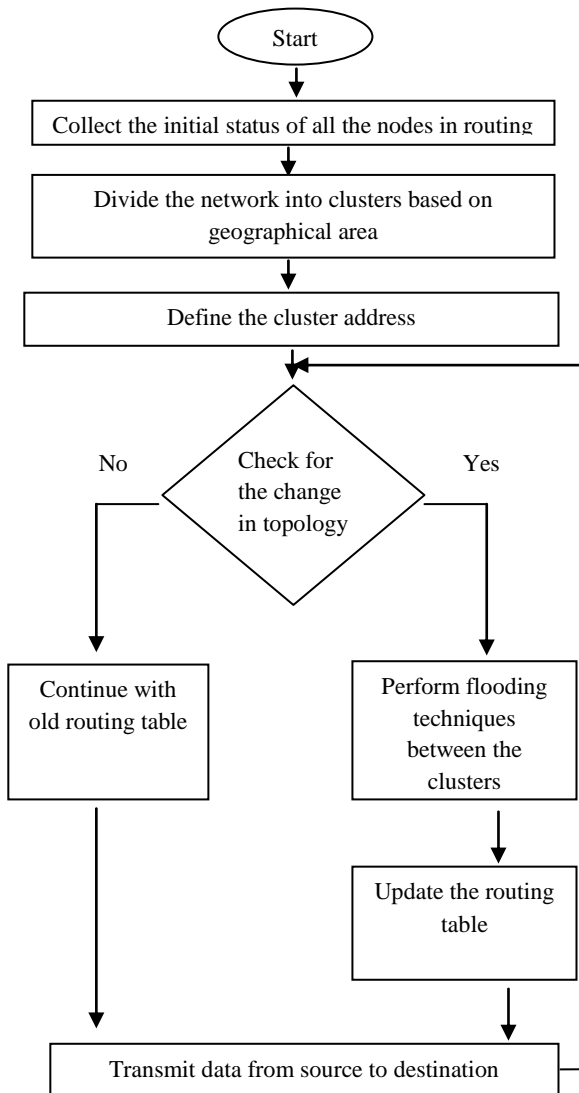 Start
Collect the initial status of all the nodes in routing
Divide the network into clusters based on
geographical area
Define the cluster address
No
Yes
Check for
the change
in topology
Continue with
old routing table
Perform flooding
techniques
between the
clusters
Update the routing
table
Transmit data from source to destination